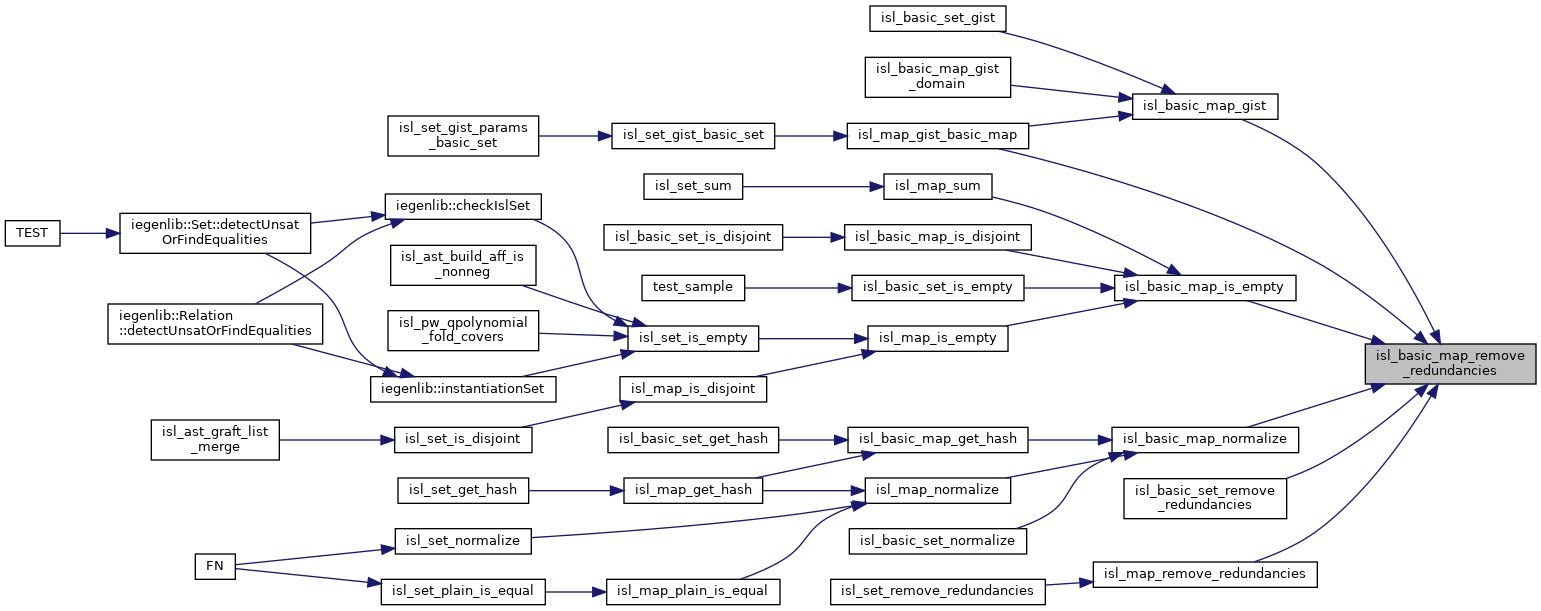 isl_basic_set_gist
isl_basic_map_gist
_domain
isl_basic_map_gist
isl_set_gist_params
_basic_set
isl_set_gist_basic_set
isl_map_gist_basic_map
isl_set_sum
isl_map_sum
iegenlib::checkIslSet
TEST
iegenlib::Set::detectUnsat
OrFindEqualities
isl_basic_set_is_disjoint
isl_basic_map_is_disjoint
isl_ast_build_aff_is
_nonneg
test_sample
isl_basic_set_is_empty
isl_basic_map_is_empty
iegenlib::Relation
::detectUnsatOrFindEqualities
isl_pw_qpolynomial
_fold_covers
isl_set_is_empty
isl_map_is_empty
isl_basic_map_remove
_redundancies
iegenlib::instantiationSet
isl_map_is_disjoint
isl_ast_graft_list
_merge
isl_set_is_disjoint
isl_basic_set_get_hash
isl_basic_map_get_hash
isl_basic_map_normalize
isl_set_get_hash
isl_map_get_hash
isl_map_normalize
isl_basic_set_remove
_redundancies
isl_set_normalize
isl_basic_set_normalize
FN
isl_map_remove_redundancies
isl_set_plain_is_equal
isl_map_plain_is_equal
isl_set_remove_redundancies